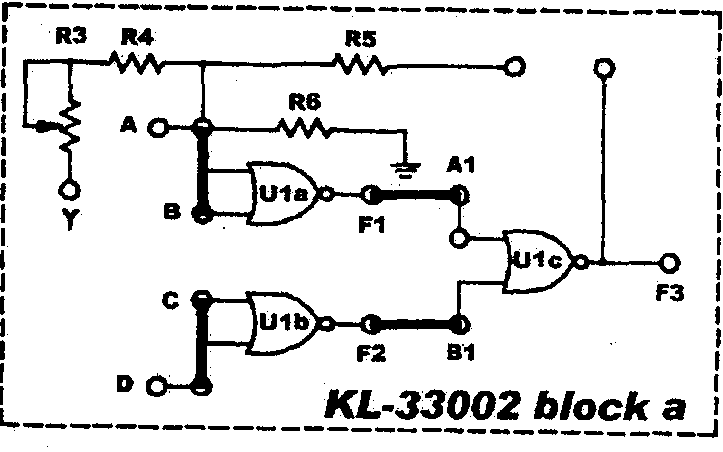 R3 R4 R5
A R6
A1
U1a
B
F1
Y
U1c
F3
C
U1b
F2 B1
D
KL-33002 block a